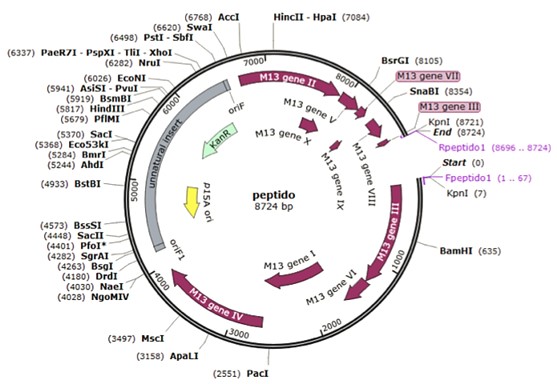 (6768) AccI
HincII - HpaI (7084)
(6620) SwaI
(6498) PstI - SbfI
(6337) PaeR7I - PspXI - TliI - XhoI
(6282) NruI
(6026) EcoNI
(5941) AsiSI - PvuI
(5919) BsmBI
(5817) HindIII
(5679) PflMI
(5370) SacI
(5368) Eco53kI
(5284) BmrI
(5244) AhdI
(4933) BstBI
(4573) BssSI
(4448) SacII
(4401) PfoI*
(4282) SgrAI
(4263) BsgI
(4180) DrdI
(4030) NaeI
(4028) NgoMIV
(3497) MscI
(3158) ApaLI
(2551) PacI
BsrGI (8105)
M13 gene VII
SnaBI (8354)
M13 gene III
KpnI (8721)
End (8724)
Rpeptido1 (8696 .. 8724)
Start (0)
Fpeptido1 (1 .. 67)
KpnI (7)
BamHI (635)
7000
8000
6000
5000
4000
3000
2000
1000
M13 gene II
M13 gene V
M13 gene X
M13 gene IX
M13 gene VIII
M13 gene III
M13 gene VI
M13 gene I
M13 gene IV
unnatural insert
oriF
KanR
p15A ori
oriF1
peptido
8724 bp